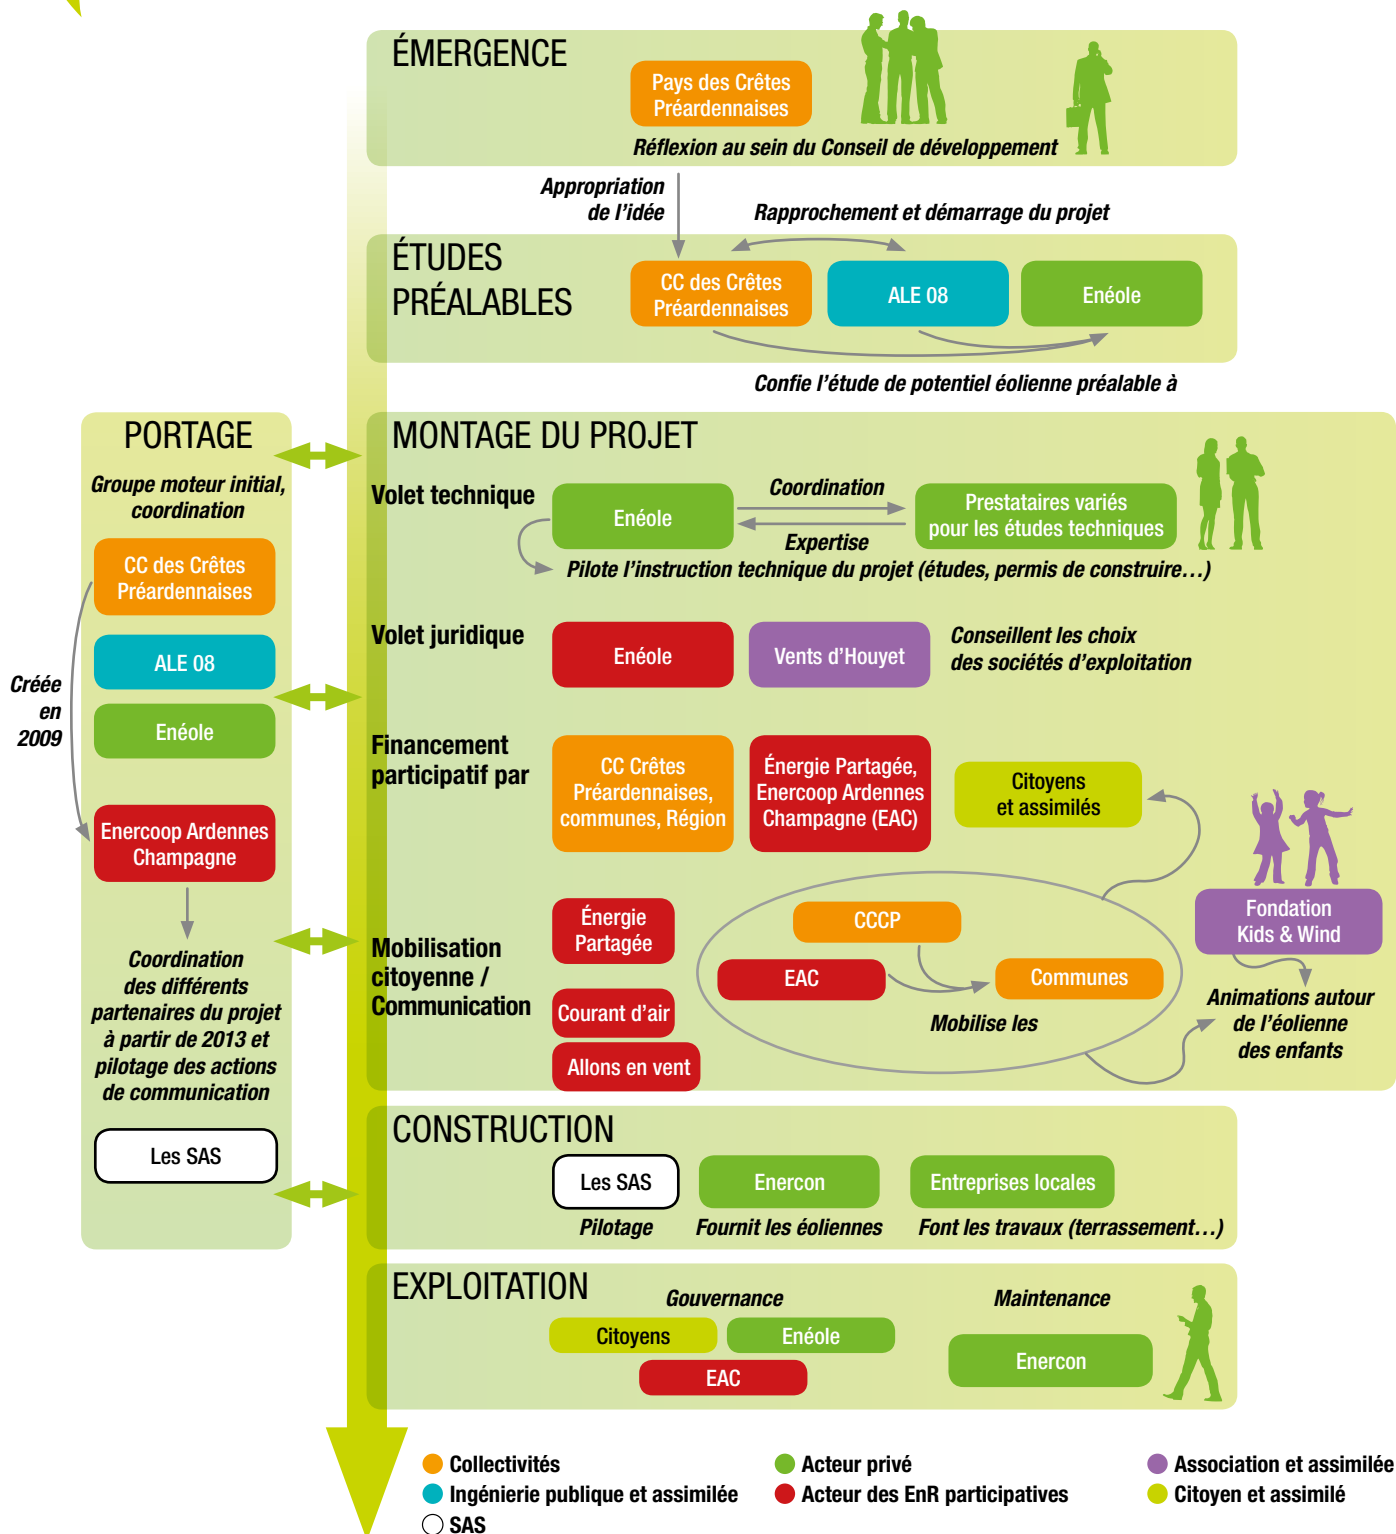 ÉMERGENCE
Pays des Crêtes
Préardennaises
Réflexion au sein du Conseil de développement
Appropriation
de l’idée
Rapprochement et démarrage du projet
ÉTUDES
PRÉALABLES
CC des Crêtes
Préardennaises
ALE 08
Enéole
Confie l’étude de potentiel éolienne préalable à
PORTAGE
Groupe moteur initial,
coordination
CC des Crêtes
Préardennaises
ALE 08
Enéole
Créée
en
2009
Enercoop Ardennes
Champagne
Coordination
des différents
partenaires du projet
à partir de 2013 et
pilotage des actions
de communication
Les SAS
MONTAGE DU PROJET
Volet technique
Enéole
Coordination
Expertise
Prestataires variés
pour les études techniques
Pilote l’instruction technique du projet (études, permis de construire…)
Volet juridique
Enéole
Vents d’Houyet
Conseillent les choix
des sociétés d’exploitation
Financement
participatif par
CC Crêtes
Préardennaises,
communes, Région
Énergie Partagée,
Enercoop Ardennes
Champagne (EAC)
Citoyens
et assimilés
Mobilisation
citoyenne /
Communication
Énergie
Partagée
Courant d’air
Allons en vent
CCCP
EAC
Communes
Mobilise les
Fondation
Kids & Wind
Animations autour
de l’éolienne
des enfants
CONSTRUCTION
Les SAS
Pilotage
Enercon
Fournit les éoliennes
Entreprises locales
Font les travaux (terrassement…)
EXPLOITATION
Gouvernance
Citoyens
Enéole
EAC
Maintenance
Enercon
Collectivités
Ingénierie publique et assimilée
SAS
Acteur privé
Acteur des EnR participatives
Association et assimilée
Citoyen et assimilé